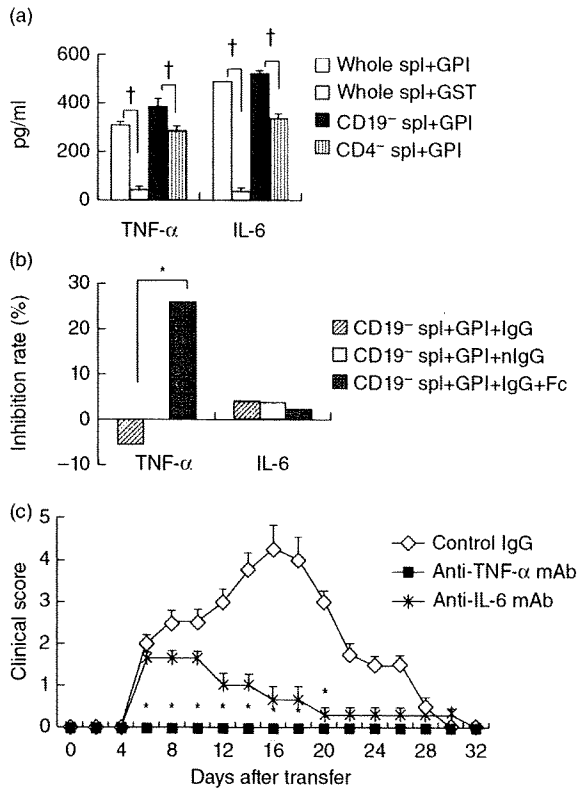 (a)
600
400
200
0
pg/ml
† † † †
TNF-α IL-6
Whole spl+GPI
Whole spl+GST
CD19⁻ spl+GPI
CD4⁻ spl+GPI
(b)
30
20
10
0
−10
Inhibition rate (%)
*
TNF-α IL-6
CD19⁻ spl+GPI+IgG
CD19⁻ spl+GPI+nIgG
CD19⁻ spl+GPI+IgG+Fc
(c)
5
4
3
2
1
0
Clinical score
Control IgG
Anti-TNF-α mAb
Anti-IL-6 mAb
* * * * * * * * *
0 4 8 12 16 20 24 28 32
Days after transfer